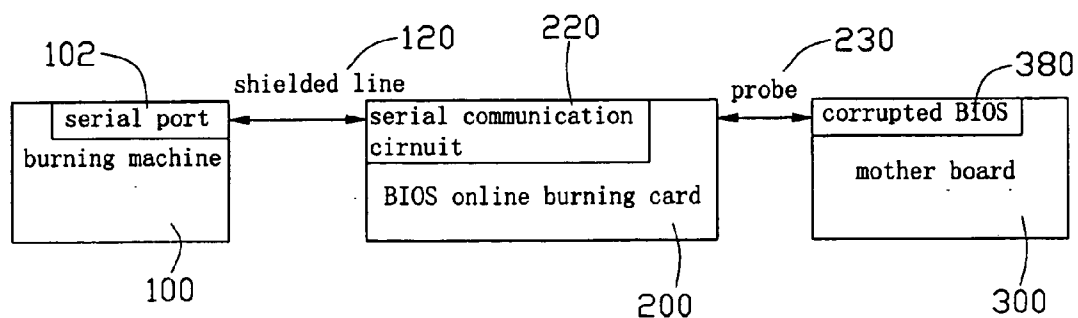 220
120
230
102
380
shielded line
probe
serial port
serial communication
cirnuit
corrupted BIOS
burning machine
mother board
BIOS online burning card
100
200
300